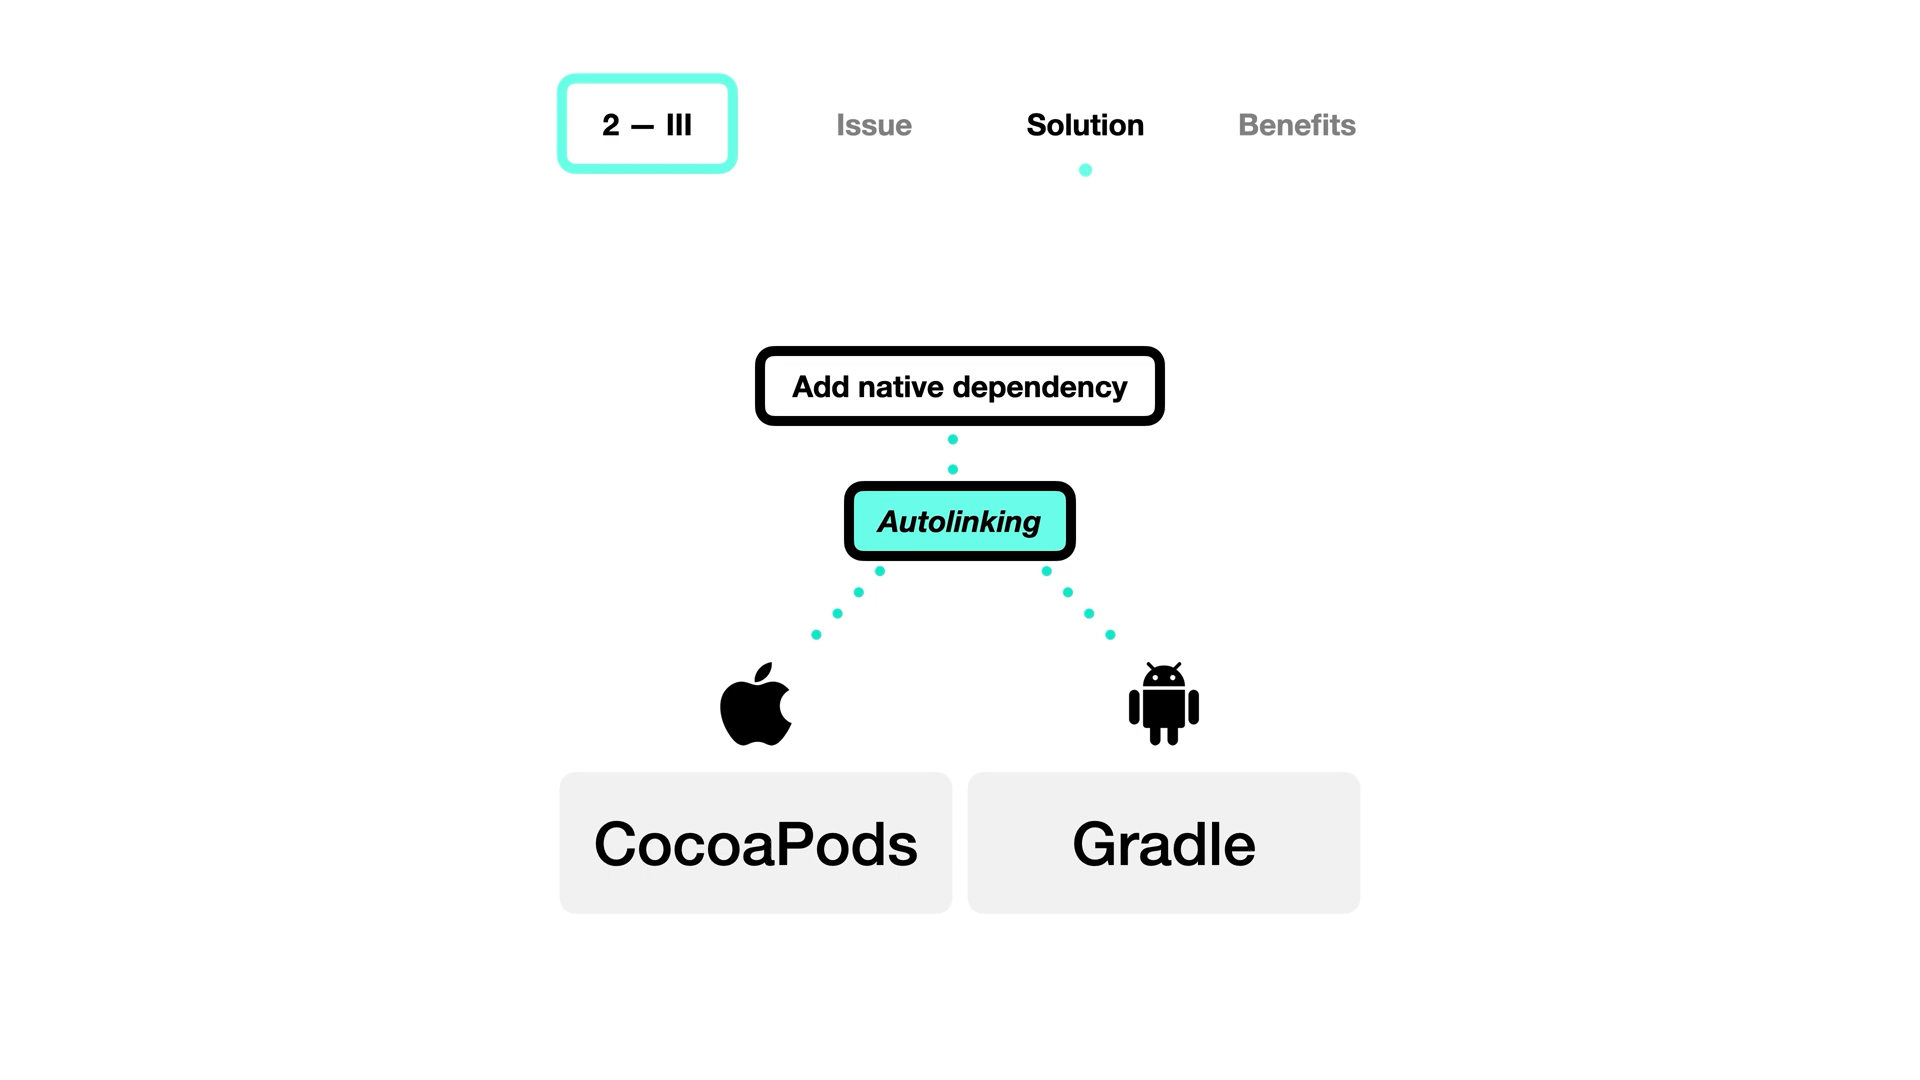 2 — III
Issue
Solution
Benefits
Add native dependency
Autolinking
CocoaPods
Gradle